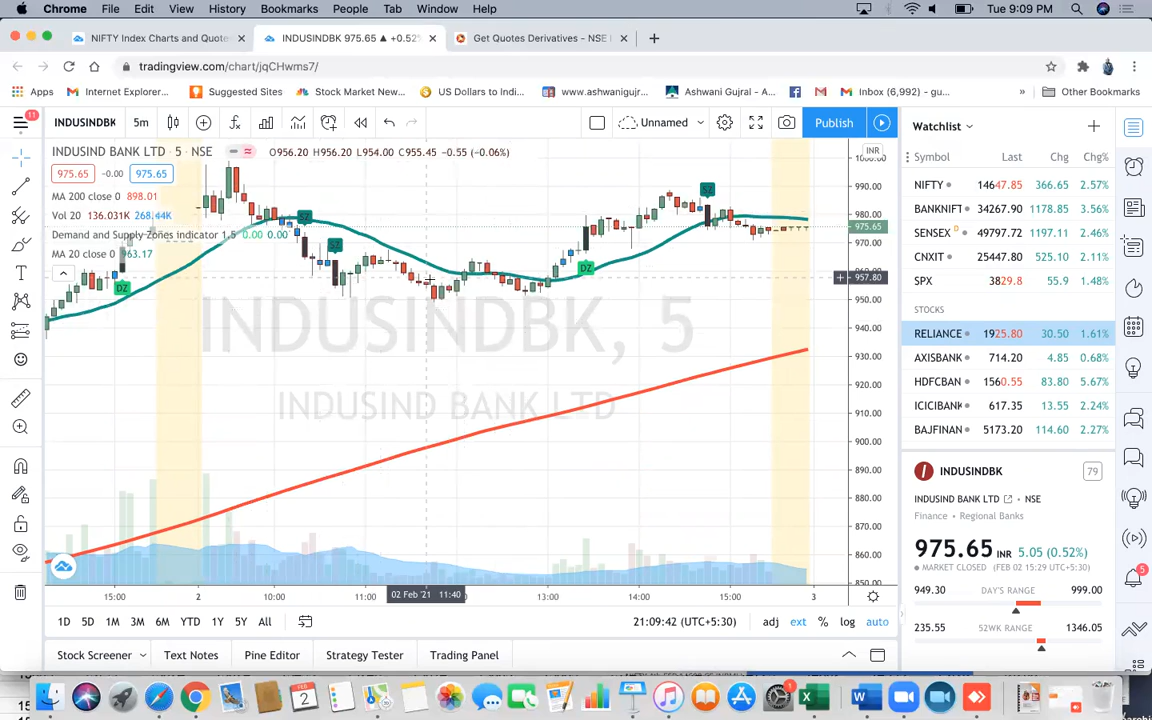 Chrome File Edit View History Bookmarks People Tab Window Help Tue 9:09 PM
NIFTY Index Charts and Quote INDUSINDBK 975.65 ▲ +0.52% Get Quotes Derivatives - NSE
tradingview.com/chart/jqCHwms7/
Apps Internet Explorer... Suggested Sites Stock Market New... US Dollars to Indi... www.ashwanigujr... Ashwani Gujral - A... Inbox (6,992) - gu... » Other Bookmarks
11 INDUSINDBK 5m Unnamed Publish
Watchlist
INDUSIND BANK LTD 5 NSE O956.20 H956.20 L954.00 C955.45 -0.55 (-0.06%)
INR
975.65 -0.00 975.65
MA 200 close 0 898.01
Vol 20 136.031K 268.44K
Demand and Supply Zones indicator 1.5 0.00 0.00
MA 20 close 0 963.17
SZ
SZ
SZ
DZ
DZ
INDUSINDBK, 5
INDUSIND BANK LTD
1000.00
990.00
980.00
975.65
970.00
957.80
950.00
940.00
930.00
920.00
910.00
900.00
890.00
880.00
870.00
860.00
850.00
15:00 2 10:00 11:00 02 Feb '21 11:40 13:00 14:00 15:00 3
1D 5D 1M 3M 6M YTD 1Y 5Y All 21:09:42 (UTC+5:30) adj ext % log auto
Stock Screener Text Notes Pine Editor Strategy Tester Trading Panel
Symbol Last Chg Chg%
NIFTY 14647.85 366.65 2.57%
BANKNIFT 34267.90 1178.85 3.56%
SENSEX D 49797.72 1197.11 2.46%
CNXIT 25447.80 525.10 2.11%
SPX 3829.8 55.9 1.48%
STOCKS
RELIANCE 1925.80 30.50 1.61%
AXISBANK 714.20 4.85 0.68%
HDFCBAN 1560.55 83.80 5.67%
ICICIBANK 617.35 13.55 2.24%
BAJFINAN 5173.20 114.60 2.27%
INDUSINDBK 79
INDUSIND BANK LTD NSE
Finance Regional Banks
975.65 INR 5.05 (0.52%)
MARKET CLOSED (FEB 02 15:29 UTC+5:30)
949.30 DAY'S RANGE 999.00
235.55 52WK RANGE 1346.05
5